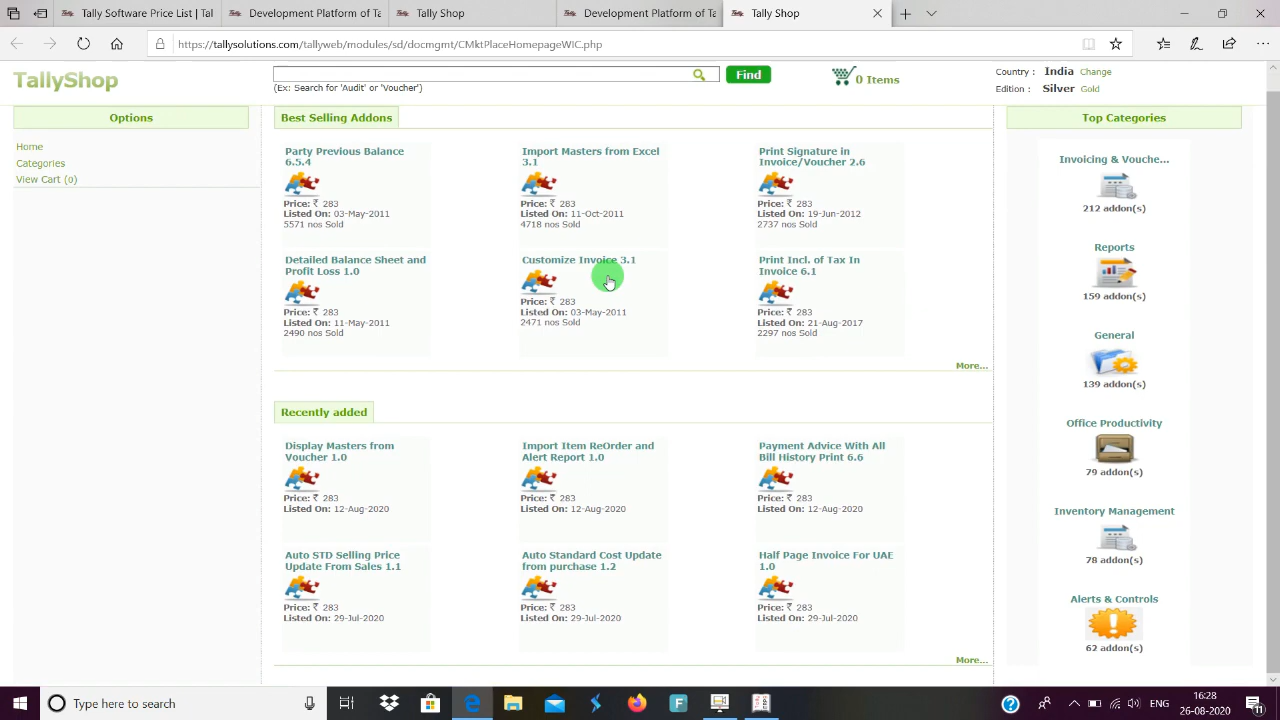 Delete
Software Down
What is
Delete Platform of Ta
Tally Shop
https://tallysolutions.com/tallyweb/modules/sd/docmgmt/CMktPlaceHomepageWIC.php
TallyShop
Find
0 Items
Country : India Change
(Ex: Search for 'Audit' or 'Voucher')
Edition : Silver Gold
Options
Home
Categories
View Cart (0)
Best Selling Addons
Party Previous Balance
6.5.4
Price: ₹ 283
Listed On: 03-May-2011
5571 nos Sold
Import Masters from Excel
3.1
Price: ₹ 283
Listed On: 11-Oct-2011
4718 nos Sold
Print Signature in
Invoice/Voucher 2.6
Price: ₹ 283
Listed On: 19-Jun-2012
2737 nos Sold
Detailed Balance Sheet and
Profit Loss 1.0
Price: ₹ 283
Listed On: 11-May-2011
2490 nos Sold
Customize Invoice 3.1
Price: ₹ 283
Listed On: 03-May-2011
2471 nos Sold
Print Incl. of Tax In
Invoice 6.1
Price: ₹ 283
Listed On: 21-Aug-2017
2297 nos Sold
More...
Recently added
Display Masters from
Voucher 1.0
Price: ₹ 283
Listed On: 12-Aug-2020
Import Item ReOrder and
Alert Report 1.0
Price: ₹ 283
Listed On: 12-Aug-2020
Payment Advice With All
Bill History Print 6.6
Price: ₹ 283
Listed On: 12-Aug-2020
Auto STD Selling Price
Update From Sales 1.1
Price: ₹ 283
Listed On: 29-Jul-2020
Auto Standard Cost Update
from purchase 1.2
Price: ₹ 283
Listed On: 29-Jul-2020
Half Page Invoice For UAE
1.0
Price: ₹ 283
Listed On: 29-Jul-2020
More...
Top Categories
Invoicing & Vouche...
212 addon(s)
Reports
159 addon(s)
General
139 addon(s)
Office Productivity
79 addon(s)
Inventory Management
78 addon(s)
Alerts & Controls
62 addon(s)
Type here to search
F
ENG
16:28
26-08-2020